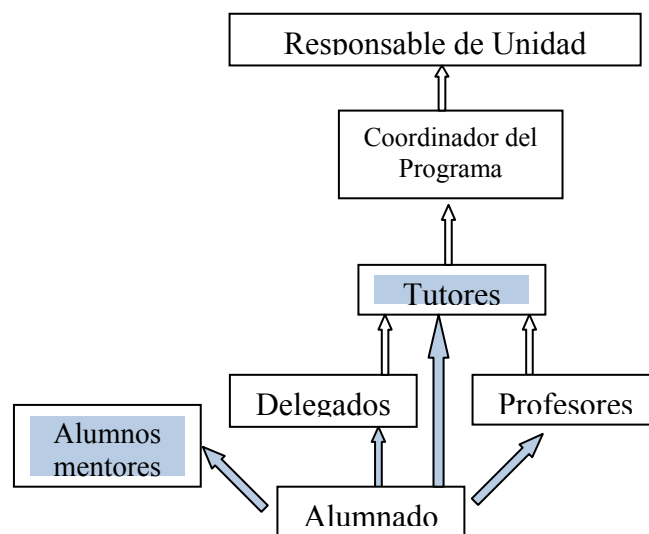 Responsable de Unidad
Coordinador del
Programa
Tutores
Delegados
Profesores
Alumnos
mentores
Alumnado